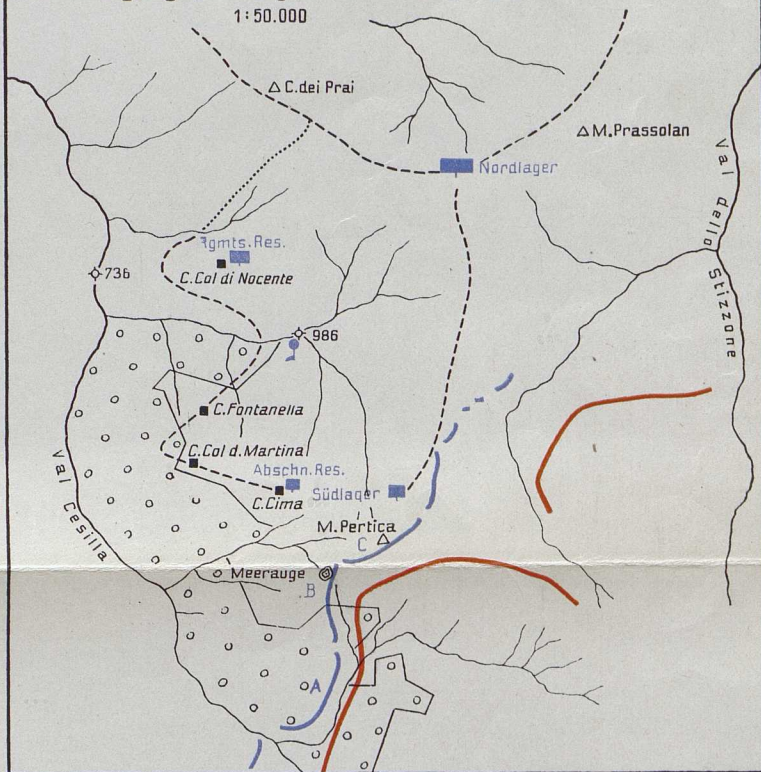 1:50.000
C.dei Prai
M.Prassolan
Nordlager
Val dello Stizzone
Rgmts.Res.
C.Col di Nocente
736
986
C.Fontanella
C.Col d.Martina
Abschn.Res.
Südlager
C.Cima
Val Cesilla
M.Pertica
C
Meerauge
B
A